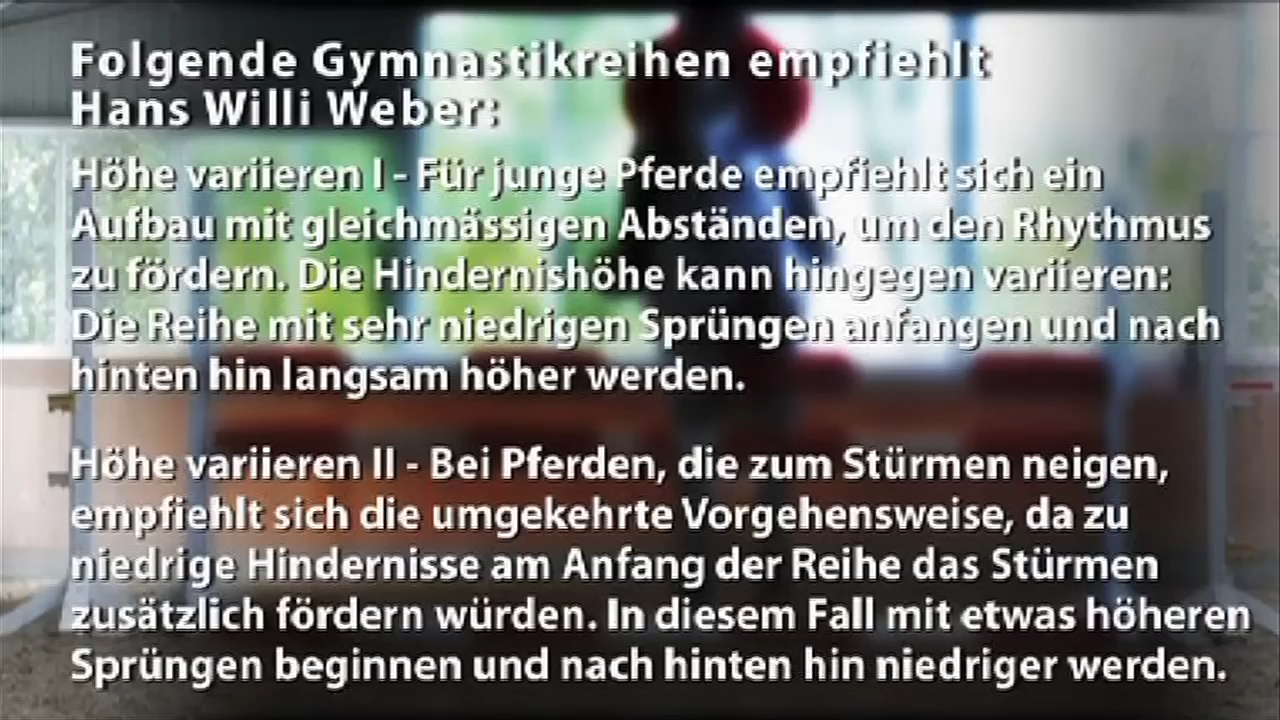 Folgende Gymnastikreihen empfiehlt
Hans Willi Weber:
Höhe variieren I - Für junge Pferde empfiehlt sich ein
Aufbau mit gleichmässigen Abständen, um den Rhythmus
zu fördern. Die Hindernishöhe kann hingegen variieren:
Die Reihe mit sehr niedrigen Sprüngen anfangen und nach
hinten hin langsam höher werden.
Höhe variieren II - Bei Pferden, die zum Stürmen neigen,
empfiehlt sich die umgekehrte Vorgehensweise, da zu
niedrige Hindernisse am Anfang der Reihe das Stürmen
zusätzlich fördern würden. In diesem Fall mit etwas höheren
Sprüngen beginnen und nach hinten hin niedriger werden.